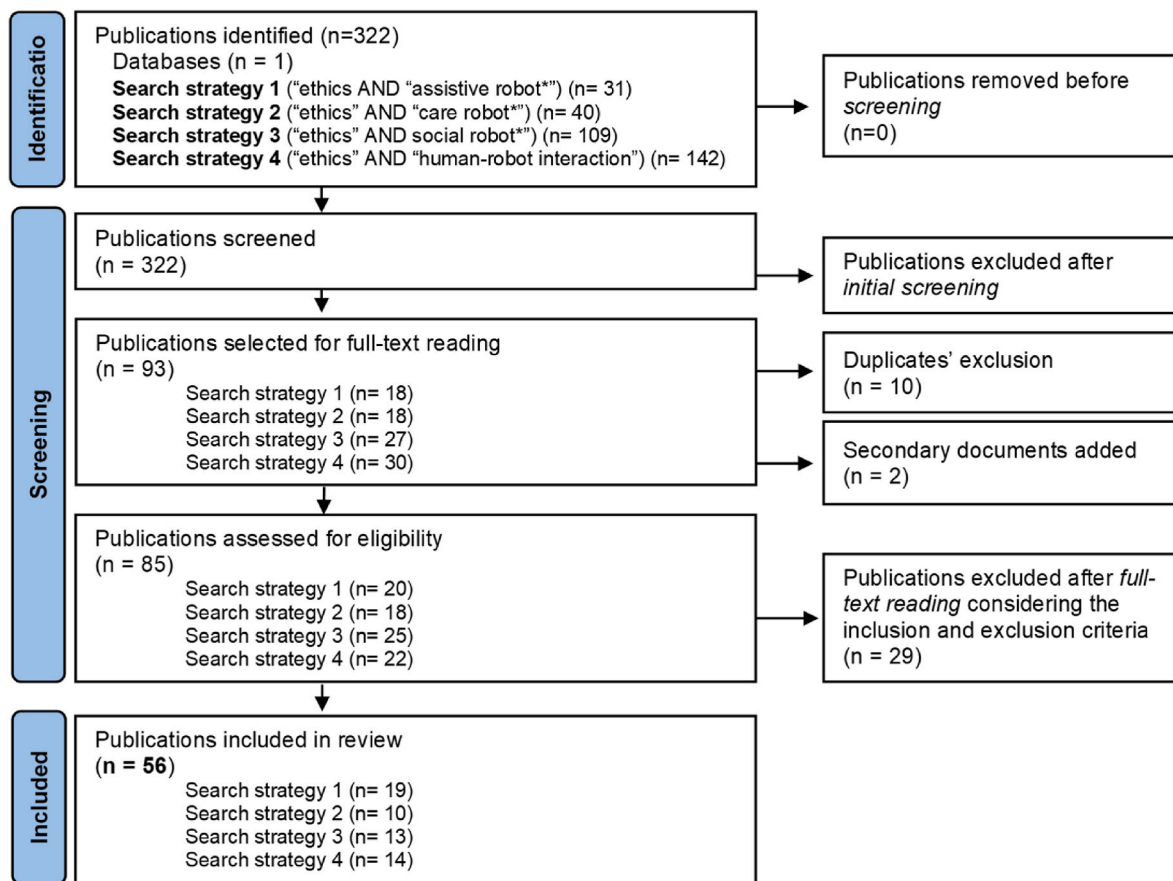 Identificatio
Publications identified (n=322)
Databases (n = 1)
Search strategy 1 (“ethics AND “assistive robot*”) (n= 31)
Search strategy 2 (“ethics” AND “care robot*”) (n= 40)
Search strategy 3 (“ethics” AND social robot*”) (n= 109)
Search strategy 4 (“ethics” AND “human-robot interaction”) (n= 142)
Publications removed before
screening
(n=0)
Screening
Publications screened
(n = 322)
Publications excluded after
initial screening
Publications selected for full-text reading
(n = 93)
Search strategy 1 (n= 18)
Search strategy 2 (n= 18)
Search strategy 3 (n= 27)
Search strategy 4 (n= 30)
Duplicates’ exclusion
(n = 10)
Secondary documents added
(n = 2)
Publications assessed for eligibility
(n = 85)
Search strategy 1 (n= 20)
Search strategy 2 (n= 18)
Search strategy 3 (n= 25)
Search strategy 4 (n= 22)
Publications excluded after full-
text reading considering the
inclusion and exclusion criteria
(n = 29)
Included
Publications included in review
(n = 56)
Search strategy 1 (n= 19)
Search strategy 2 (n= 10)
Search strategy 3 (n= 13)
Search strategy 4 (n= 14)